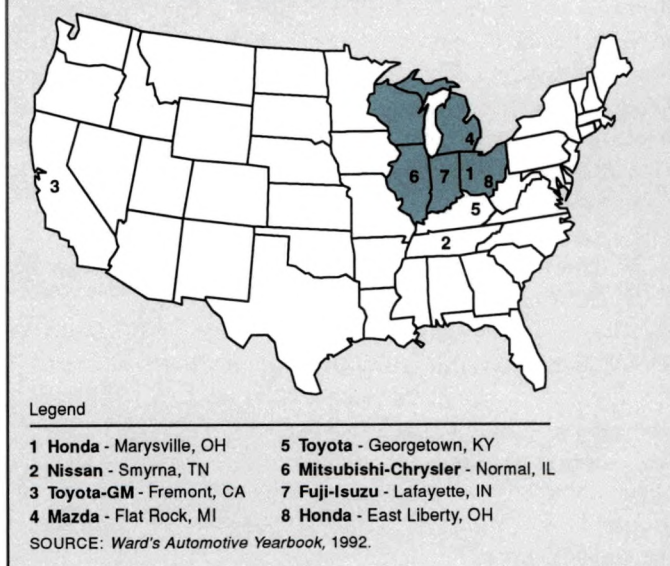 3
4
6
7
1
8
5
2
Legend
1 Honda - Marysville, OH
2 Nissan - Smyrna, TN
3 Toyota-GM - Fremont, CA
4 Mazda - Flat Rock, MI
5 Toyota - Georgetown, KY
6 Mitsubishi-Chrysler - Normal, IL
7 Fuji-Isuzu - Lafayette, IN
8 Honda - East Liberty, OH
SOURCE: Ward's Automotive Yearbook, 1992.